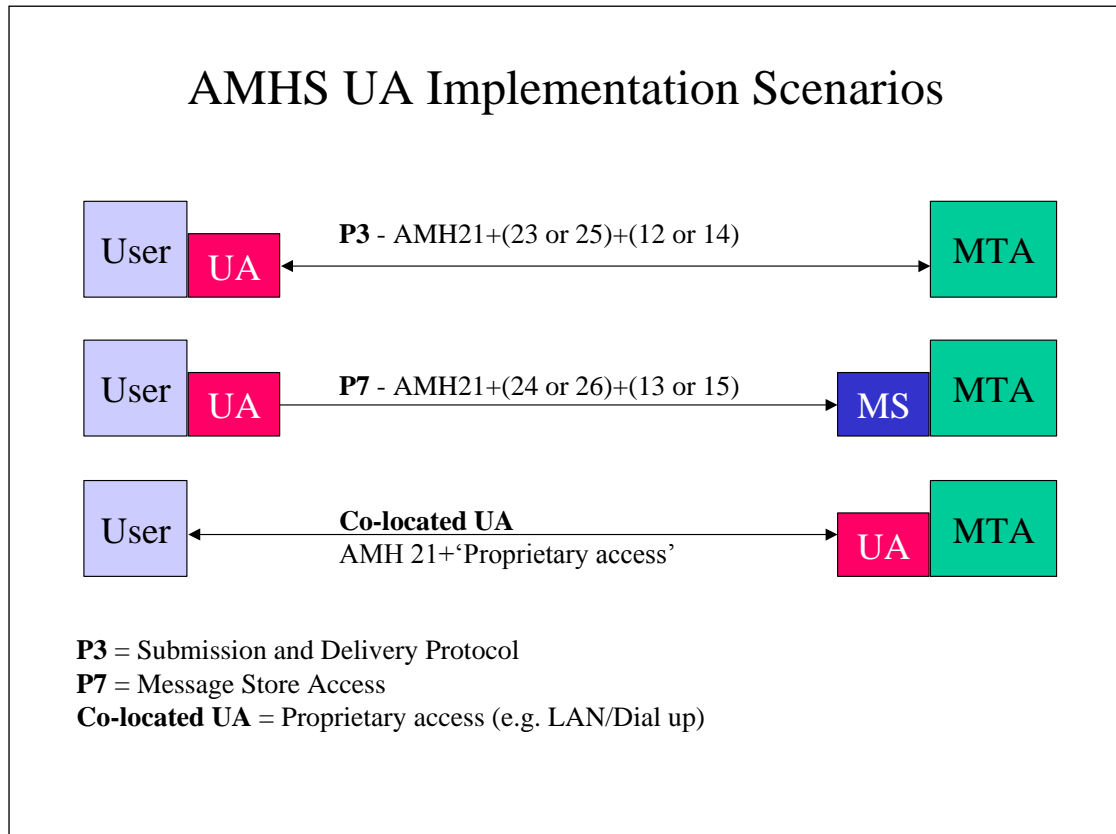 AMHS UA Implementation Scenarios
User
UA
P3 - AMH21+(23 or 25)+(12 or 14)
MTA
User
UA
P7 - AMH21+(24 or 26)+(13 or 15)
MS
MTA
User
Co-located UA
AMH 21+‘Proprietary access’
UA
MTA
P3 = Submission and Delivery Protocol
P7 = Message Store Access
Co-located UA = Proprietary access (e.g. LAN/Dial up)